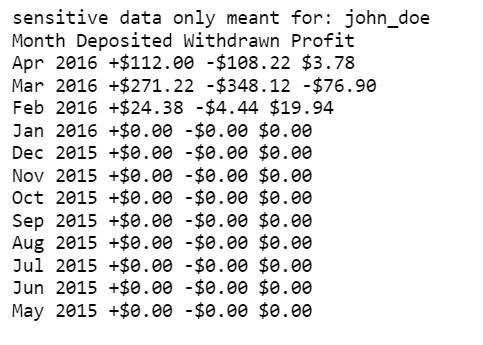 sensitive data only meant for: john_doe
Month Deposited Withdrawn Profit
Apr 2016 +$112.00 -$108.22 $3.78
Mar 2016 +$271.22 -$348.12 -$76.90
Feb 2016 +$24.38 -$4.44 $19.94
Jan 2016 +$0.00 -$0.00 $0.00
Dec 2015 +$0.00 -$0.00 $0.00
Nov 2015 +$0.00 -$0.00 $0.00
Oct 2015 +$0.00 -$0.00 $0.00
Sep 2015 +$0.00 -$0.00 $0.00
Aug 2015 +$0.00 -$0.00 $0.00
Jul 2015 +$0.00 -$0.00 $0.00
Jun 2015 +$0.00 -$0.00 $0.00
May 2015 +$0.00 -$0.00 $0.00